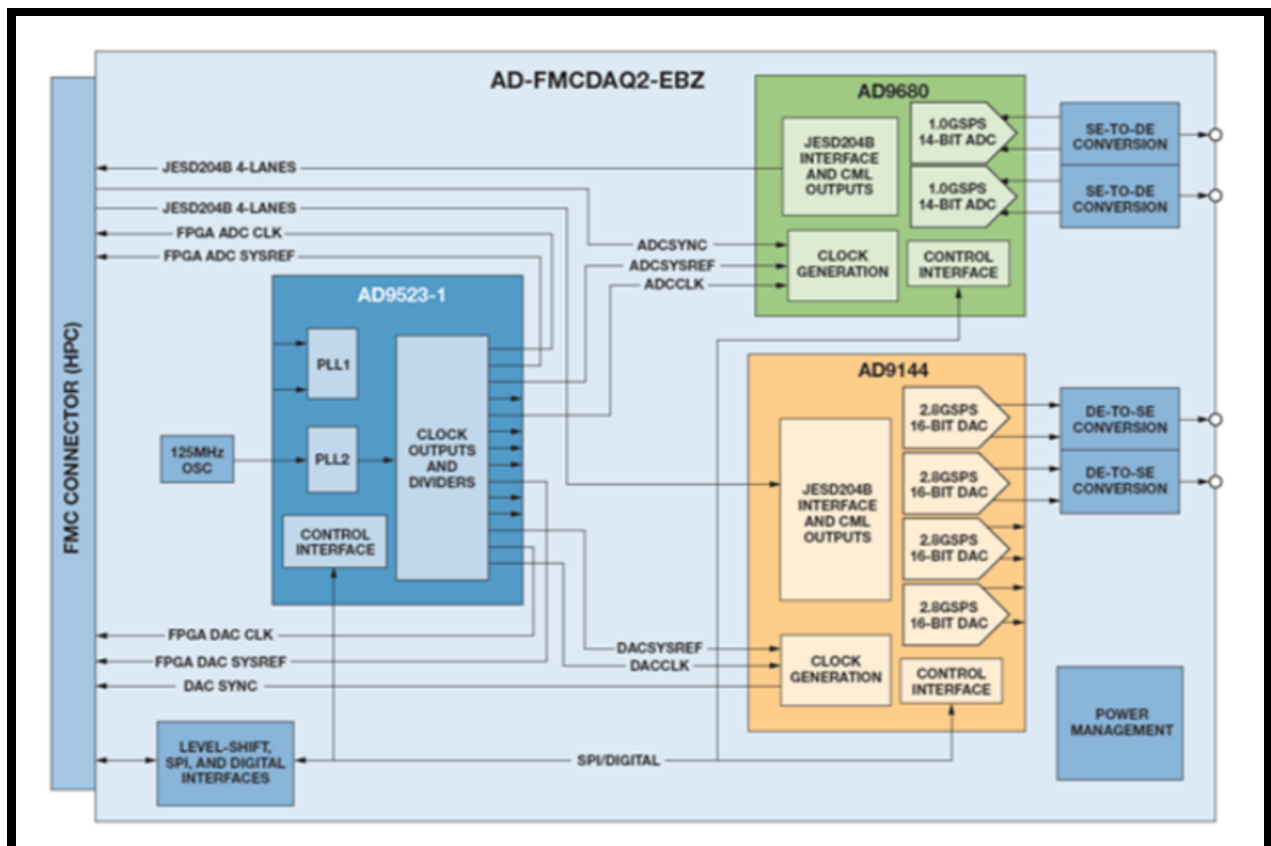 AD-FMCDAQ2-EBZ
FMC CONNECTOR (HPC)
JESD204B 4-LANES
JESD204B 4-LANES
FPGA ADC CLK
FPGA ADC SYSREF
AD9523-1
PLL1
PLL2
CLOCK
OUTPUTS
AND
DIVIDERS
CONTROL
INTERFACE
125MHz
OSC
ADCSYNC
ADCSYSREF
ADCCLK
AD9680
JESD204B
INTERFACE
AND CML
OUTPUTS
1.0GSPS
14-BIT ADC
1.0GSPS
14-BIT ADC
CLOCK
GENERATION
CONTROL
INTERFACE
SE-TO-DE
CONVERSION
SE-TO-DE
CONVERSION
AD9144
JESD204B
INTERFACE
AND CML
OUTPUTS
2.8GSPS
16-BIT DAC
2.8GSPS
16-BIT DAC
2.8GSPS
16-BIT DAC
2.8GSPS
16-BIT DAC
CLOCK
GENERATION
CONTROL
INTERFACE
DE-TO-SE
CONVERSION
DE-TO-SE
CONVERSION
FPGA DAC CLK
FPGA DAC SYSREF
DAC SYNC
DACSYSREF
DACCLK
LEVEL-SHIFT,
SPI, AND DIGITAL
INTERFACES
SPI/DIGITAL
POWER
MANAGEMENT